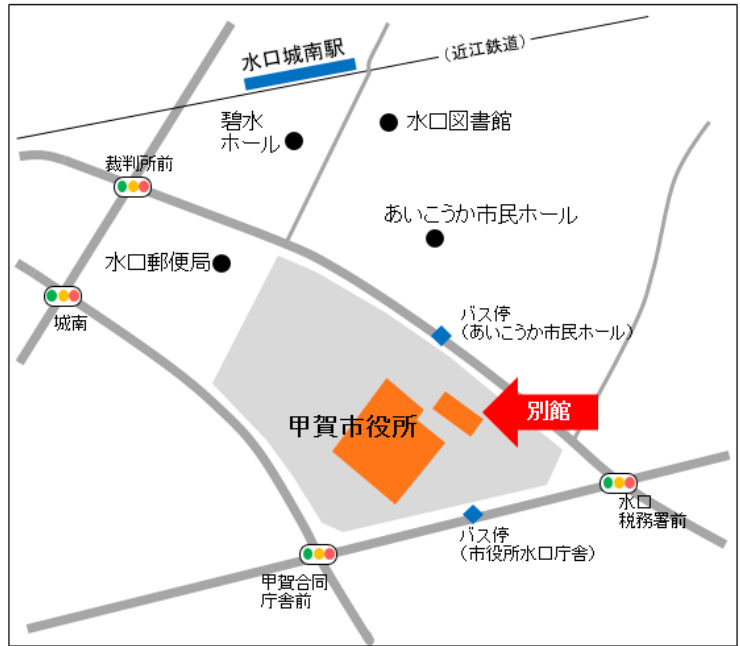 水口城南駅
(近江鉄道)
碧水
ホール
水口図書館
裁判所前
あいこうか市民ホール
水口郵便局
城南
バス停
(あいこうか市民ホール)
別館
甲賀市役所
水口
税務署前
バス停
(市役所水口庁舎)
甲賀合同
庁舎前